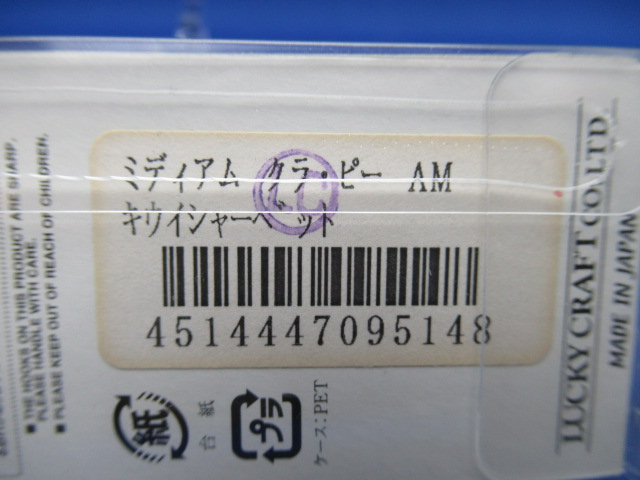 ミディアム クラ・ピー AM
キウイシャーベット
4514447095148
紙
台紙
プラ
ケース:PET
■ THE HOOKS ON THIS PRODUCT ARE SHARP,
PLEASE HANDLE WITH CARE.
■ PLEASE KEEP OUT OF REACH OF CHILDREN.
LUCKY CRAFT CO.LTD.
MADE IN JAPAN